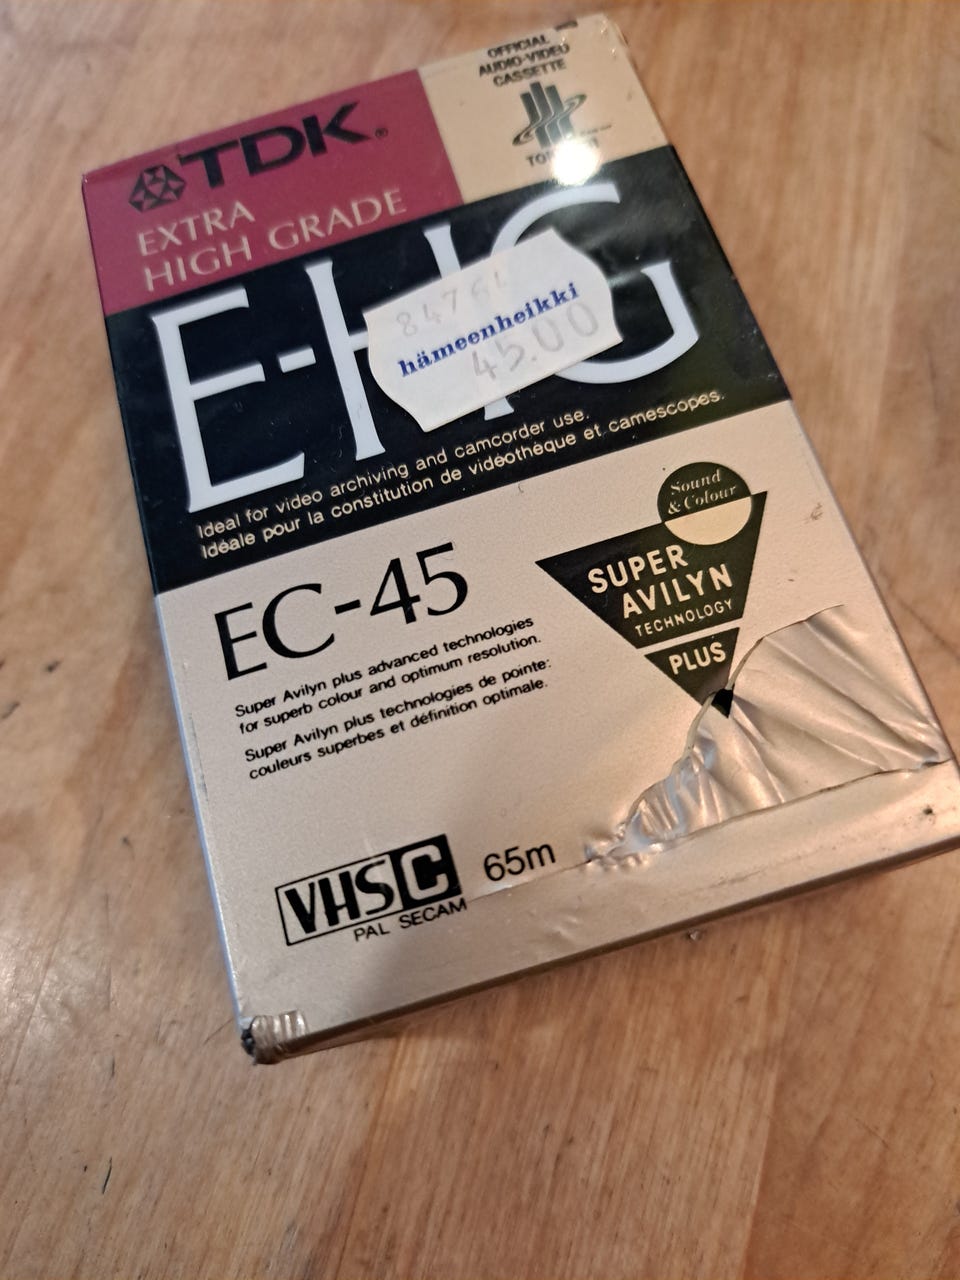 OFFICIAL
AUDIO-VIDEO
CASSETTE
TDK®
EXTRA
HIGH GRADE
E-HG
hämeenheikki
45.00
Ideal for video archiving and camcorder use.
Idéale pour la constitution de vidéothèque et camescopes.
Sound
& Colour
EC-45
SUPER
AVILYN
TECHNOLOGY
PLUS
Super Avilyn plus advanced technologies
for superb colour and optimum resolution.
Super Avilyn plus technologies de pointe:
couleurs superbes et définition optimale.
VHS C 65m
PAL SECAM